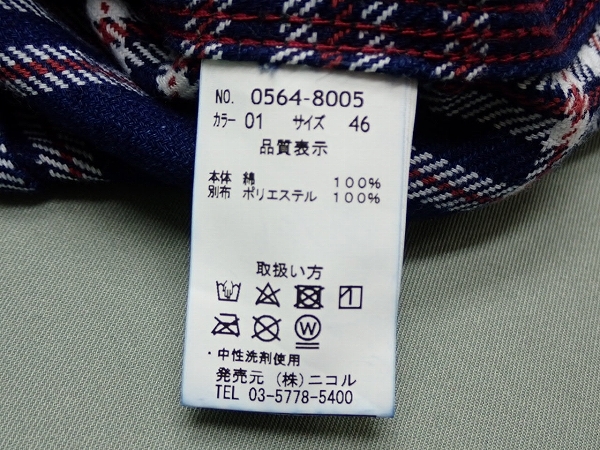 NO. 0564-8005
カラー 01 サイズ 46
品質表示
本体 綿 100%
別布 ポリエステル 100%
取扱い方
W
・中性洗剤使用
発売元 (株)ニコル
TEL 03-5778-5400